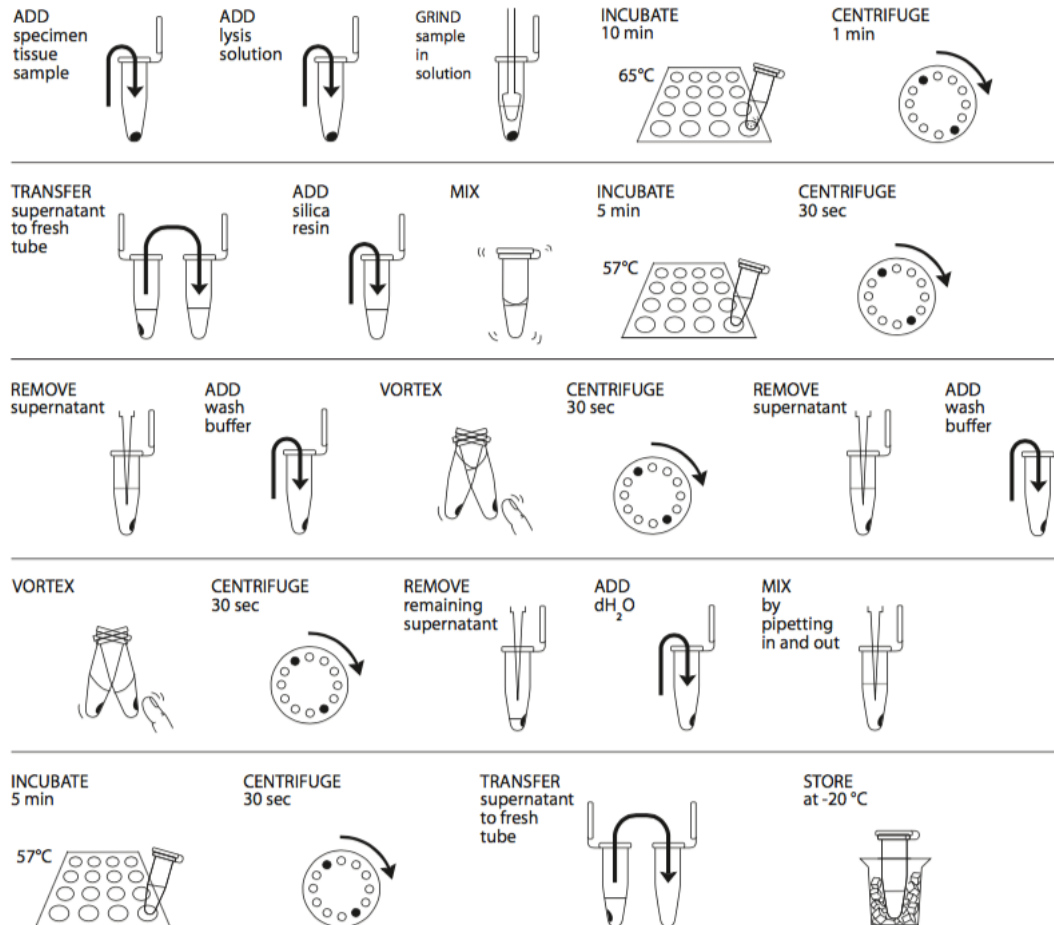 ADD
specimen
tissue
sample
ADD
lysis
solution
GRIND
sample
in
solution
INCUBATE
10 min
65°C
CENTRIFUGE
1 min
TRANSFER
supernatant
to fresh
tube
ADD
silica
resin
MIX
INCUBATE
5 min
57°C
CENTRIFUGE
30 sec
REMOVE
supernatant
ADD
wash
buffer
VORTEX
CENTRIFUGE
30 sec
REMOVE
supernatant
ADD
wash
buffer
VORTEX
CENTRIFUGE
30 sec
REMOVE
remaining
supernatant
ADD
dH₂O
MIX
by
pipetting
in and out
INCUBATE
5 min
57°C
CENTRIFUGE
30 sec
TRANSFER
supernatant
to fresh
tube
STORE
at -20 °C